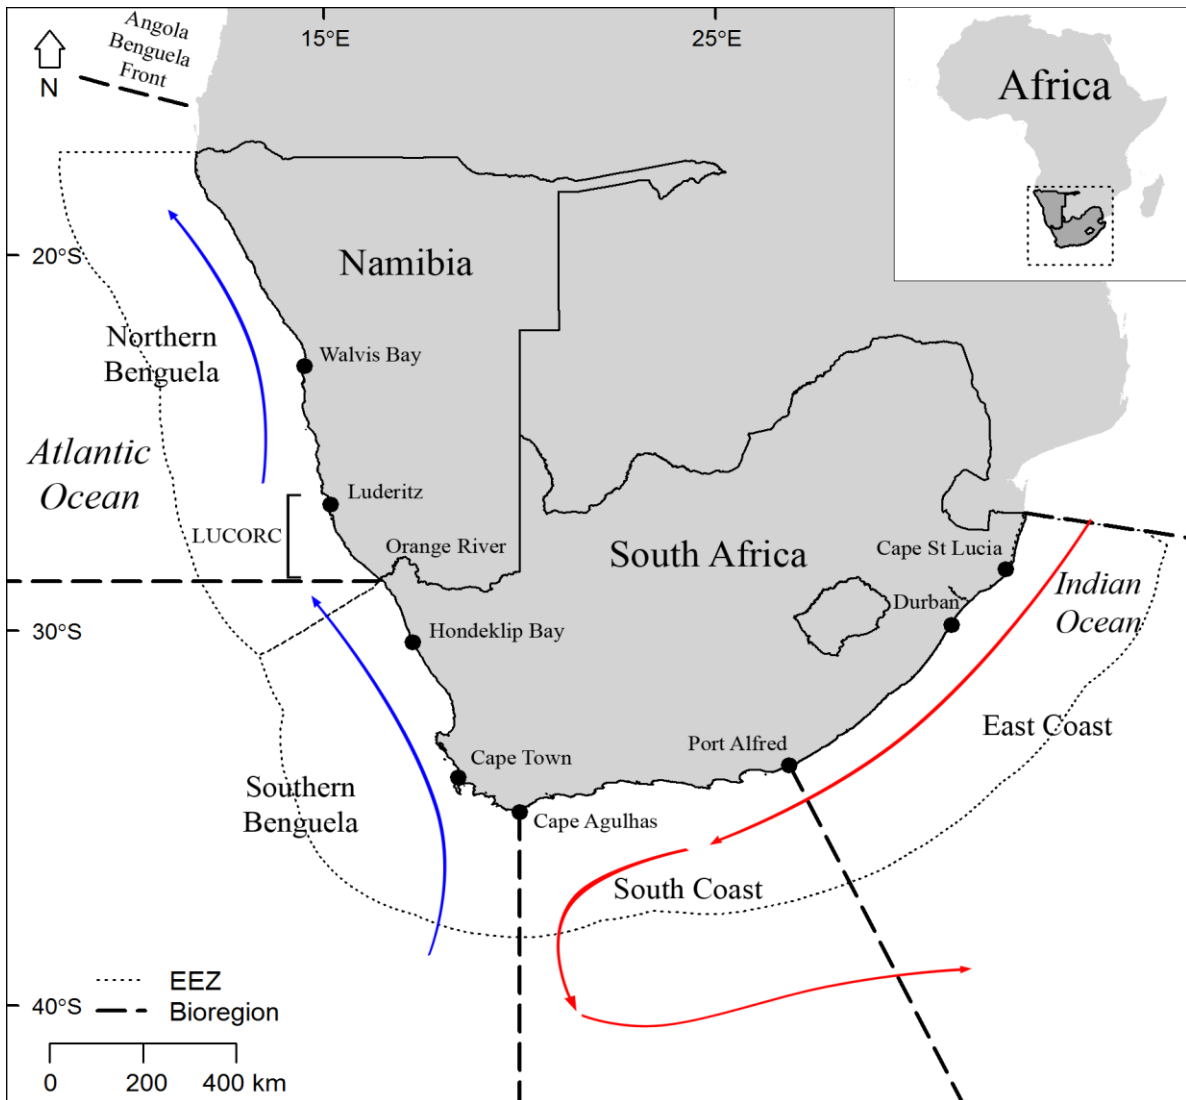 Angola
Benguela
Front
15°E
25°E
N
Africa
20°S
Namibia
Northern
Benguela
Walvis Bay
Atlantic
Ocean
Luderitz
LUCORC
Orange River
South Africa
Cape St Lucia
Indian
Ocean
Durban
30°S
Hondeklip Bay
East Coast
Port Alfred
Cape Town
Southern
Benguela
Cape Agulhas
South Coast
EEZ
40°S
Bioregion
0 200 400 km